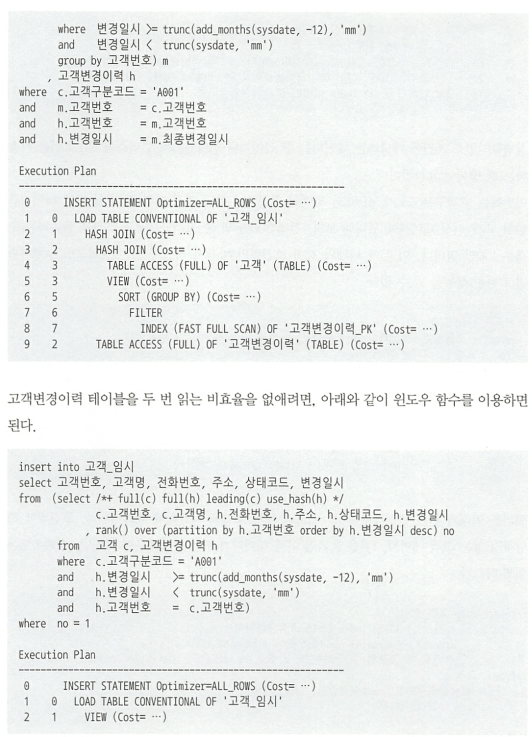 where 변경일시 >= trunc(add_months(sysdate, -12), 'mm')
and 변경일시 < trunc(sysdate, 'mm')
group by 고객번호) m
, 고객변경이력 h
where c.고객구분코드 = 'A001'
and m.고객번호 = c.고객번호
and h.고객번호 = m.고객번호
and h.변경일시 = m.최종변경일시
Execution Plan
----------------------------------------------------------------
0 INSERT STATEMENT Optimizer=ALL_ROWS (Cost= …)
1 0 LOAD TABLE CONVENTIONAL OF '고객_임시'
2 1 HASH JOIN (Cost= …)
3 2 HASH JOIN (Cost= …)
4 3 TABLE ACCESS (FULL) OF '고객' (TABLE) (Cost= …)
5 3 VIEW (Cost= …)
6 5 SORT (GROUP BY) (Cost= …)
7 6 FILTER
8 7 INDEX (FAST FULL SCAN) OF '고객변경이력_PK' (Cost= …)
9 2 TABLE ACCESS (FULL) OF '고객변경이력' (TABLE) (Cost= …)
고객변경이력 테이블을 두 번 읽는 비효율을 없애려면, 아래와 같이 윈도우 함수를 이용하면
된다.
insert into 고객_임시
select 고객번호, 고객명, 전화번호, 주소, 상태코드, 변경일시
from (select /*+ full(c) full(h) leading(c) use_hash(h) */
c.고객번호, c.고객명, h.전화번호, h.주소, h.상태코드, h.변경일시
, rank() over (partition by h.고객번호 order by h.변경일시 desc) no
from 고객 c, 고객변경이력 h
where c.고객구분코드 = 'A001'
and h.변경일시 >= trunc(add_months(sysdate, -12), 'mm')
and h.변경일시 < trunc(sysdate, 'mm')
and h.고객번호 = c.고객번호)
where no = 1
Execution Plan
----------------------------------------------------------------
0 INSERT STATEMENT Optimizer=ALL_ROWS (Cost= …)
1 0 LOAD TABLE CONVENTIONAL OF '고객_임시'
2 1 VIEW (Cost= …)